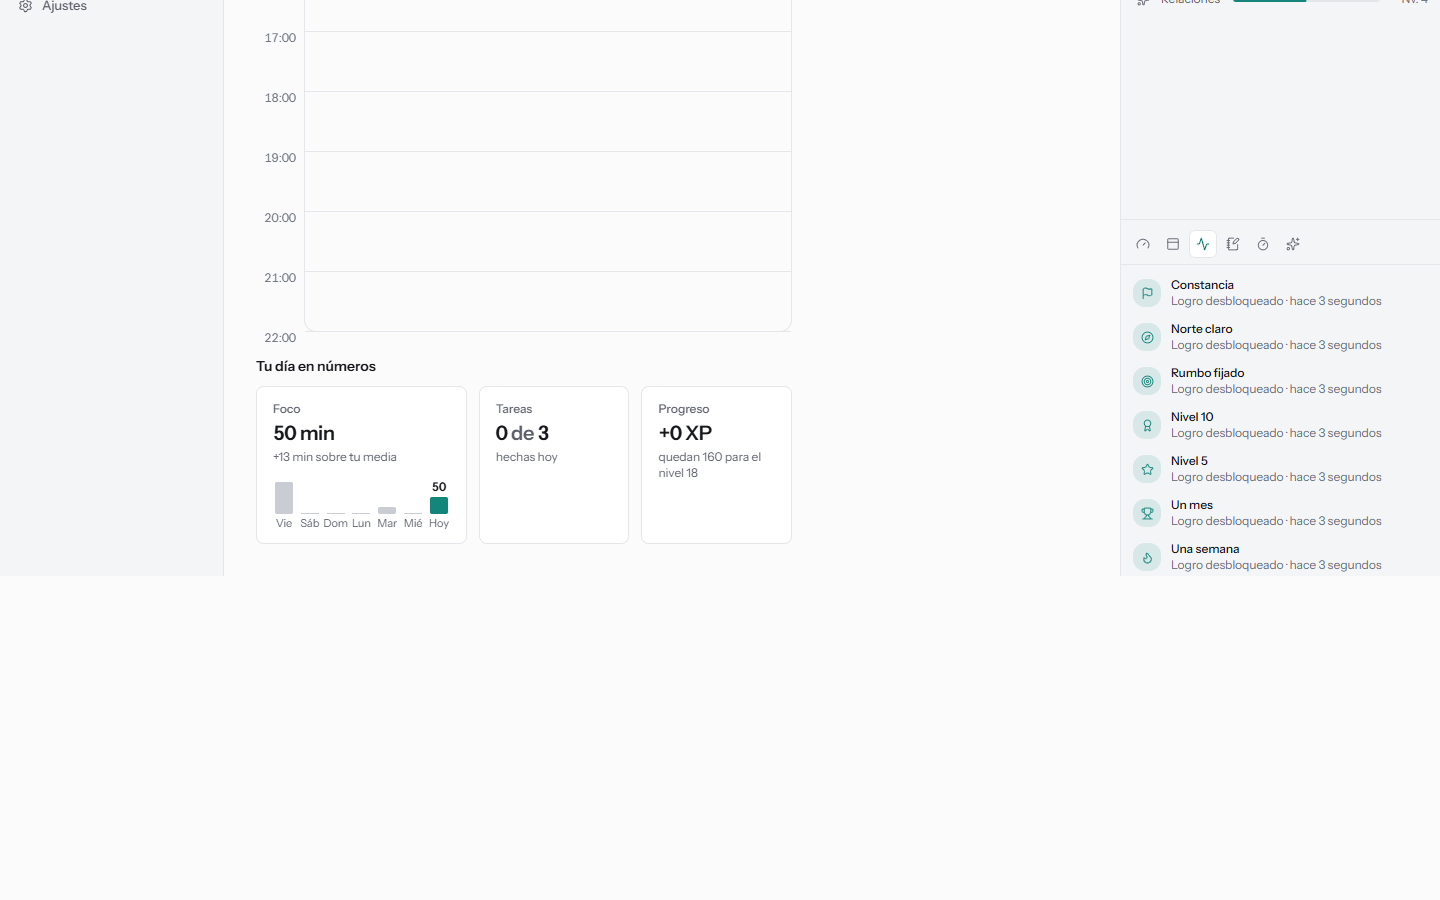 Ajustes
17:00
18:00
19:00
20:00
21:00
22:00
Tu día en números
Foco
50 min
+13 min sobre tu media
50
Vie Sáb Dom Lun Mar Mié Hoy
Tareas
0 de 3
hechas hoy
Progreso
+0 XP
quedan 160 para el
nivel 18
Relaciones Nv. 4
Constancia
Logro desbloqueado · hace 3 segundos
Norte claro
Logro desbloqueado · hace 3 segundos
Rumbo fijado
Logro desbloqueado · hace 3 segundos
Nivel 10
Logro desbloqueado · hace 3 segundos
Nivel 5
Logro desbloqueado · hace 3 segundos
Un mes
Logro desbloqueado · hace 3 segundos
Una semana
Logro desbloqueado · hace 3 segundos